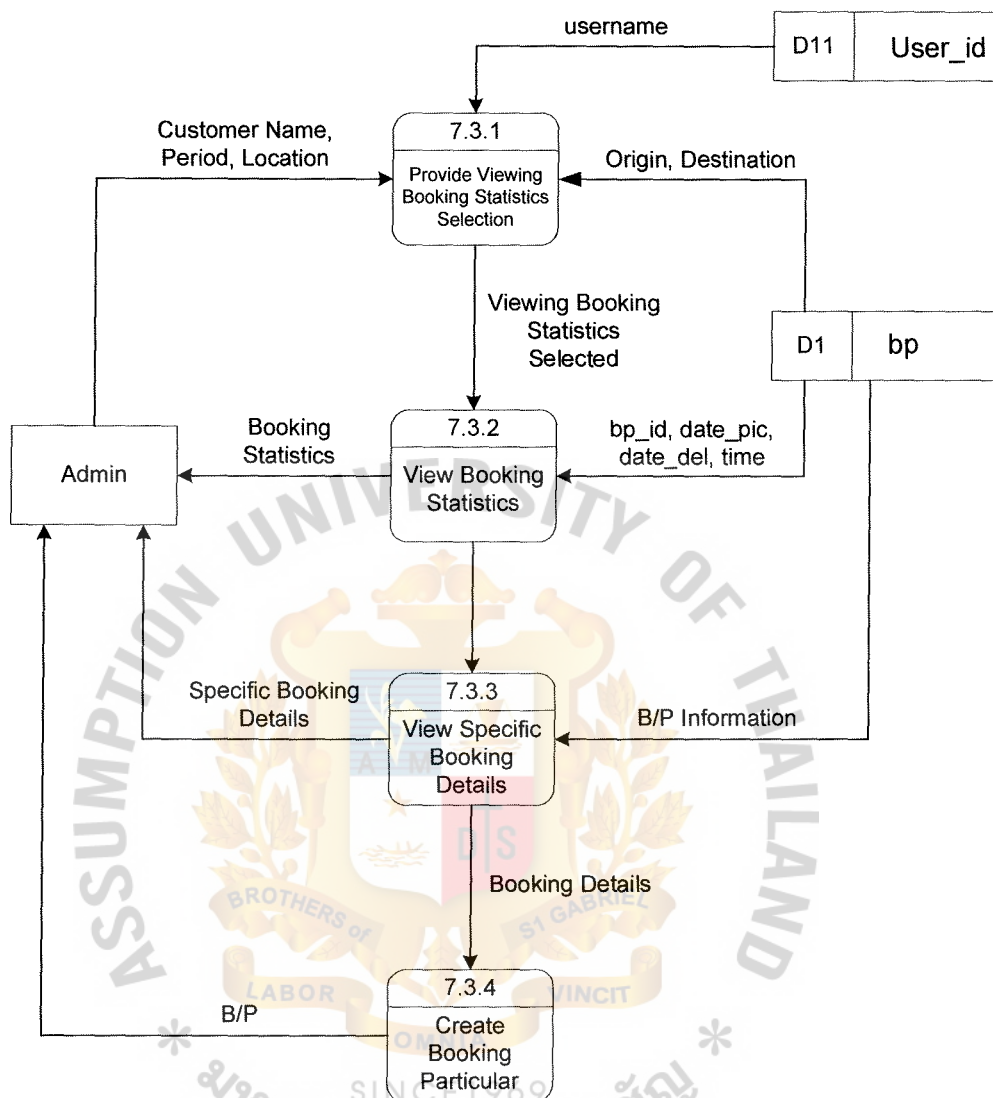 username
D11
User_id
Customer Name,
Period, Location
7.3.1
Provide Viewing
Booking Statistics
Selection
Origin, Destination
Viewing Booking
Statistics
Selected
D1
bp
Admin
Booking
Statistics
7.3.2
View Booking
Statistics
bp_id, date_pic,
date_del, time
Specific Booking
Details
7.3.3
View Specific
Booking
Details
B/P Information
Booking Details
7.3.4
Create
Booking
Particular
B/P
ASSUMPTION UNIVERSITY OF THAILAND
A M
D S
BROTHERS of
S1 GABRIEL
LABOR
OMNIA
VINCIT
SINCE 1969